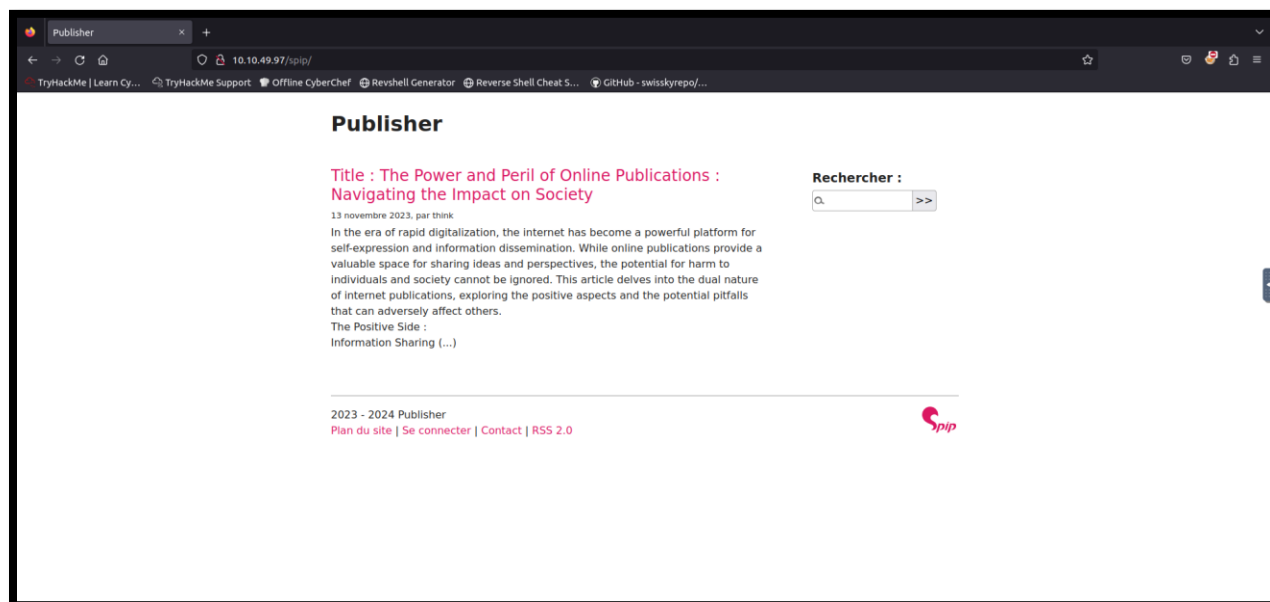 Publisher
10.10.49.97/spip/
TryHackMe | Learn Cy... TryHackMe Support Offline CyberChef Revshell Generator Reverse Shell Cheat S... GitHub - swisskyrepo/...
Publisher
Title : The Power and Peril of Online Publications :
Navigating the Impact on Society
13 novembre 2023, par think
In the era of rapid digitalization, the internet has become a powerful platform for
self-expression and information dissemination. While online publications provide a
valuable space for sharing ideas and perspectives, the potential for harm to
individuals and society cannot be ignored. This article delves into the dual nature
of internet publications, exploring the positive aspects and the potential pitfalls
that can adversely affect others.
The Positive Side :
Information Sharing (...)
Rechercher :
>>
2023 - 2024 Publisher
Plan du site | Se connecter | Contact | RSS 2.0
Spip